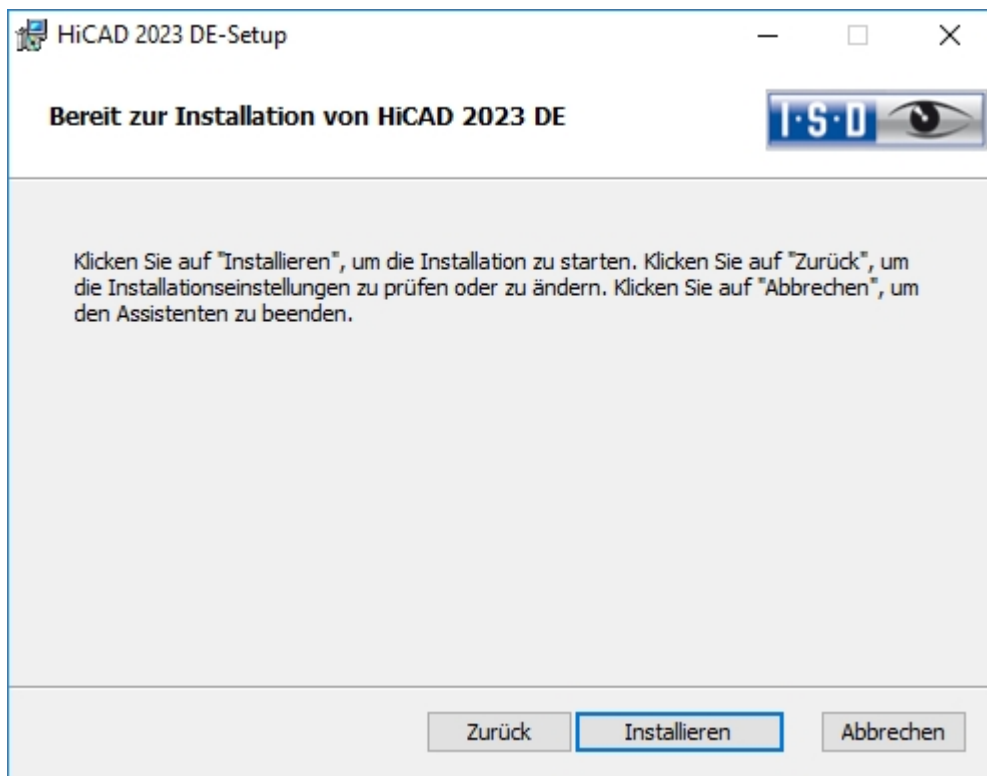 HiCAD 2023 DE-Setup
Bereit zur Installation von HiCAD 2023 DE
I·S·D
Klicken Sie auf "Installieren", um die Installation zu starten. Klicken Sie auf "Zurück", um
die Installationseinstellungen zu prüfen oder zu ändern. Klicken Sie auf "Abbrechen", um
den Assistenten zu beenden.
Zurück
Installieren
Abbrechen